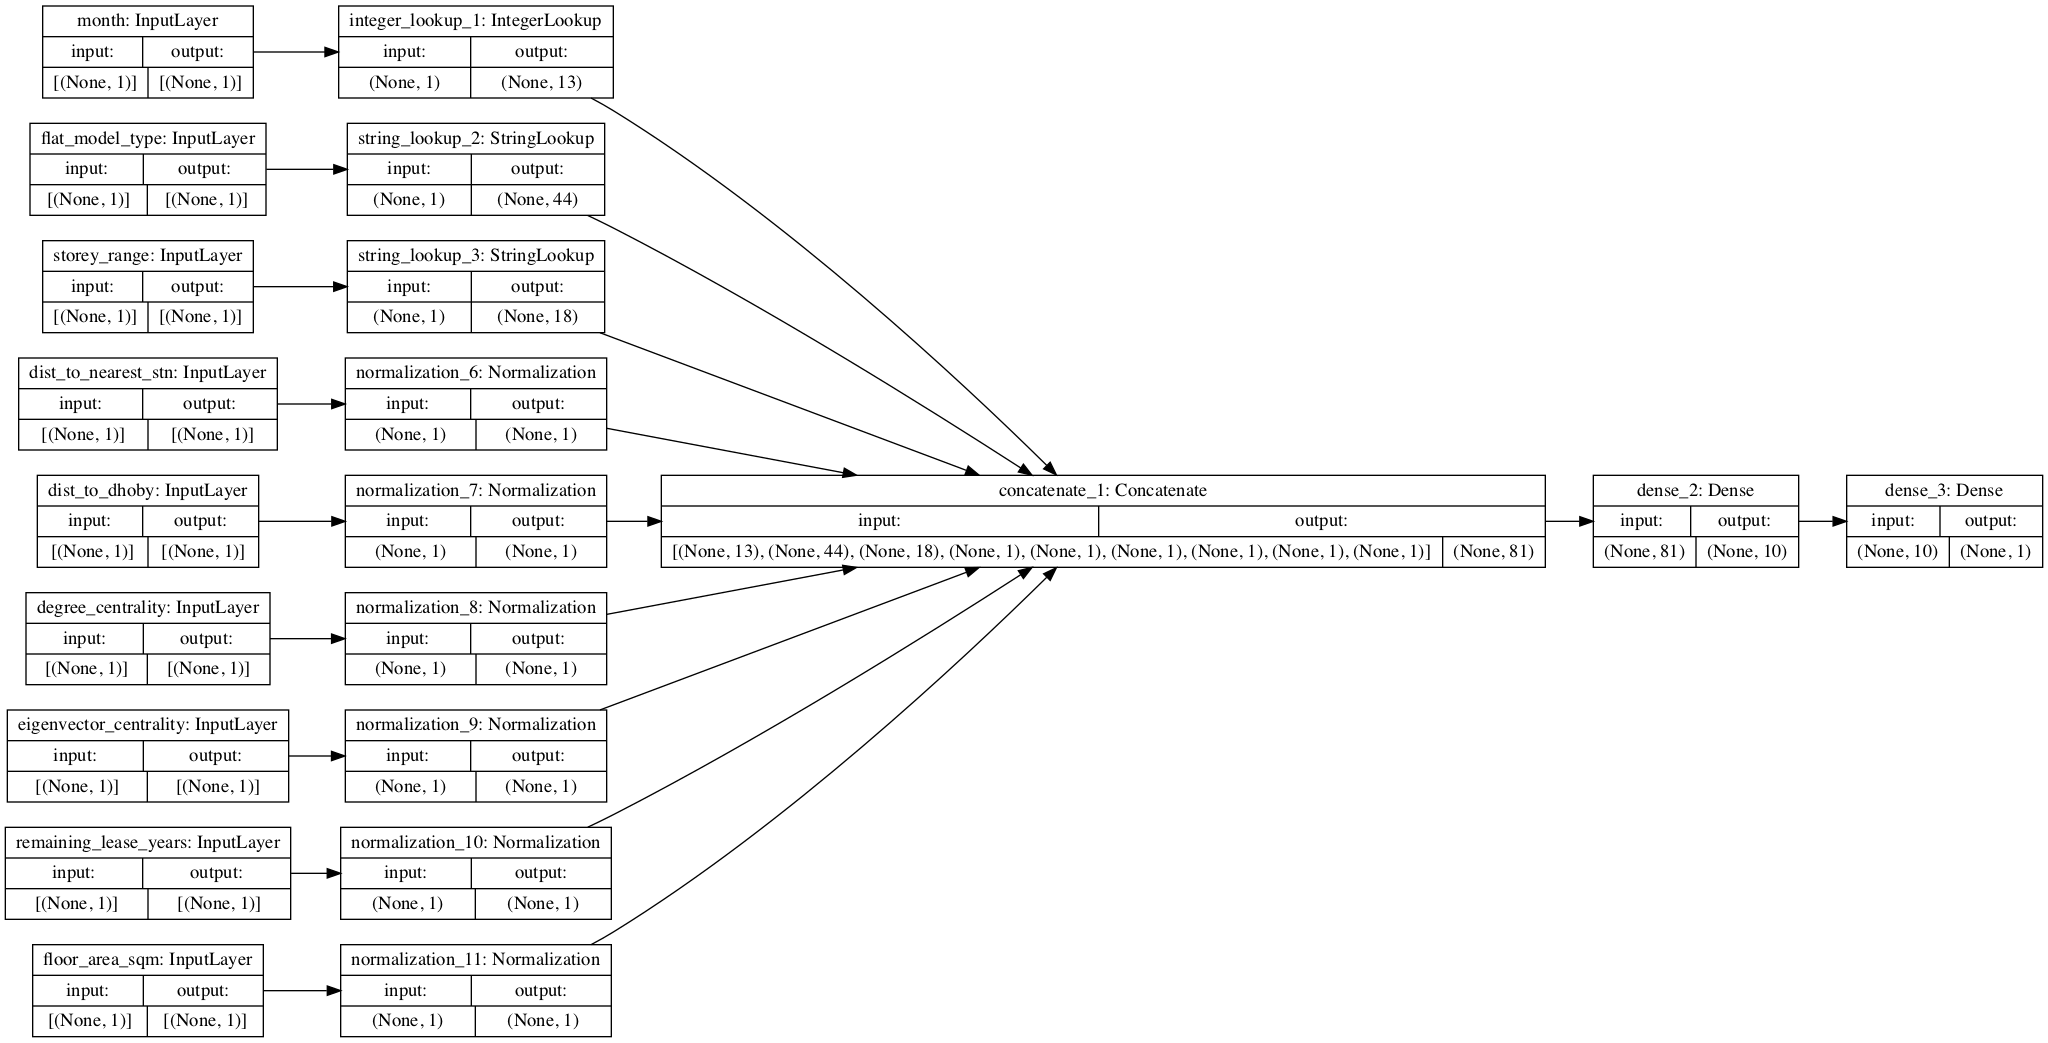 month: InputLayer
input: output:
[(None, 1)] [(None, 1)]
integer_lookup_1: IntegerLookup
input: output:
(None, 1) (None, 13)
flat_model_type: InputLayer
input: output:
[(None, 1)] [(None, 1)]
string_lookup_2: StringLookup
input: output:
(None, 1) (None, 44)
storey_range: InputLayer
input: output:
[(None, 1)] [(None, 1)]
string_lookup_3: StringLookup
input: output:
(None, 1) (None, 18)
dist_to_nearest_stn: InputLayer
input: output:
[(None, 1)] [(None, 1)]
normalization_6: Normalization
input: output:
(None, 1) (None, 1)
dist_to_dhoby: InputLayer
input: output:
[(None, 1)] [(None, 1)]
normalization_7: Normalization
input: output:
(None, 1) (None, 1)
concatenate_1: Concatenate
input: output:
[(None, 13), (None, 44), (None, 18), (None, 1), (None, 1), (None, 1), (None, 1), (None, 1), (None, 1)] (None, 81)
dense_2: Dense
input: output:
(None, 81) (None, 10)
dense_3: Dense
input: output:
(None, 10) (None, 1)
degree_centrality: InputLayer
input: output:
[(None, 1)] [(None, 1)]
normalization_8: Normalization
input: output:
(None, 1) (None, 1)
eigenvector_centrality: InputLayer
input: output:
[(None, 1)] [(None, 1)]
normalization_9: Normalization
input: output:
(None, 1) (None, 1)
remaining_lease_years: InputLayer
input: output:
[(None, 1)] [(None, 1)]
normalization_10: Normalization
input: output:
(None, 1) (None, 1)
floor_area_sqm: InputLayer
input: output:
[(None, 1)] [(None, 1)]
normalization_11: Normalization
input: output:
(None, 1) (None, 1)